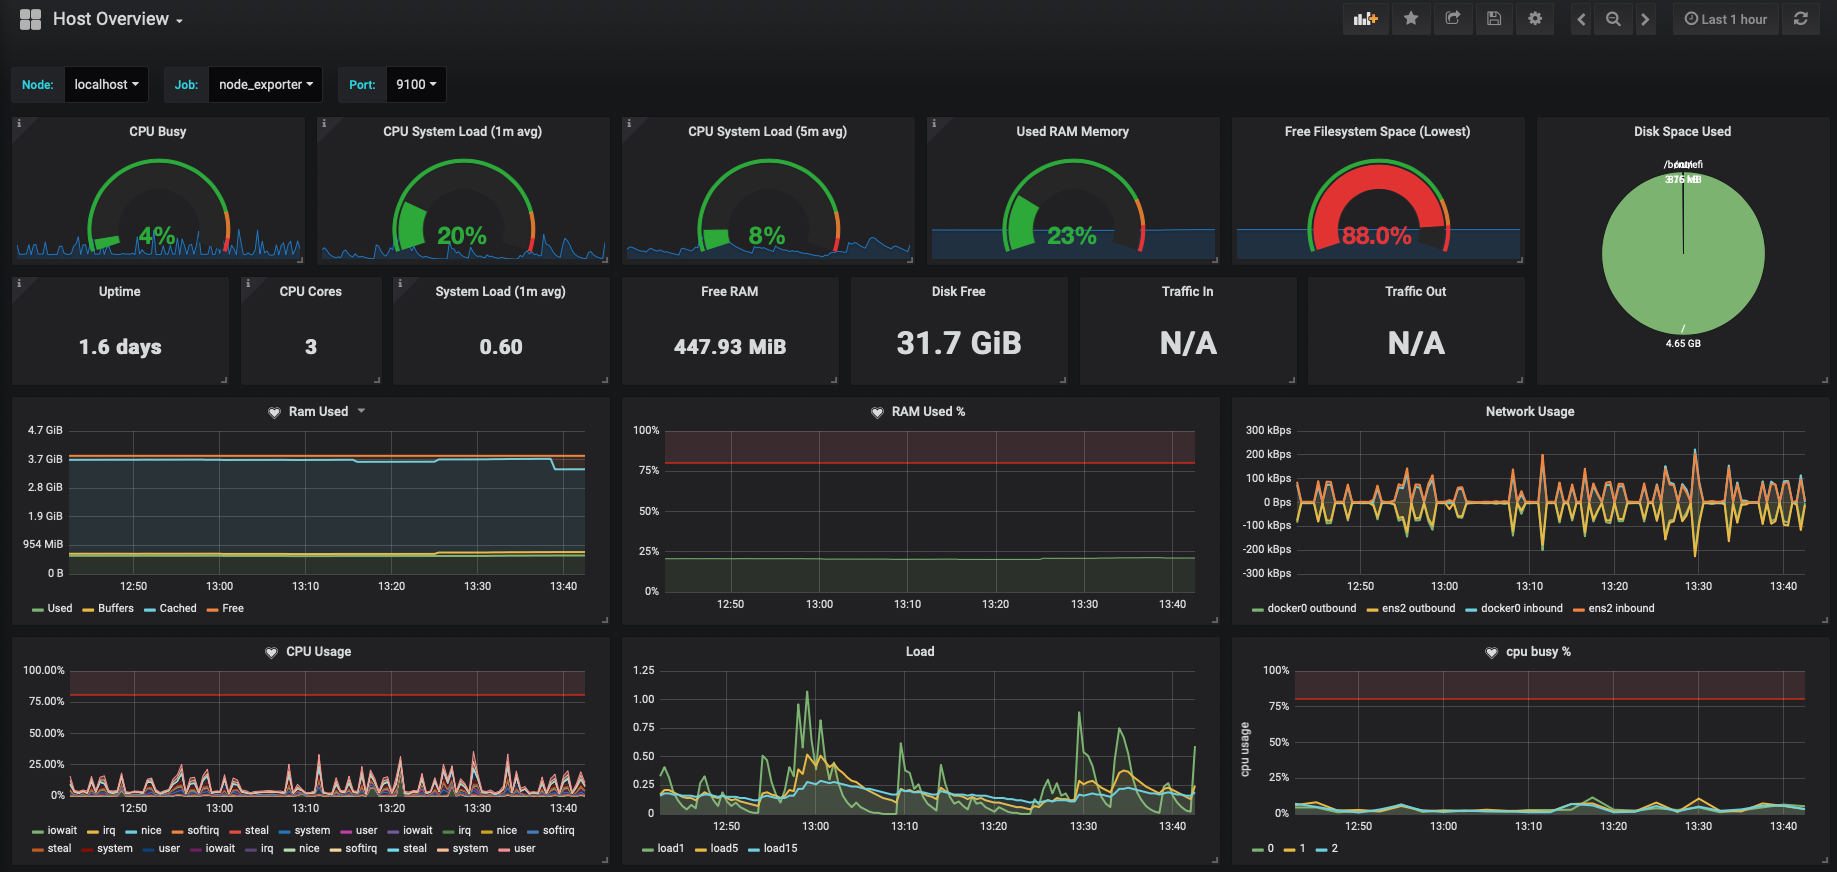 Host Overview
Last 1 hour
Node: localhost Job: node_exporter Port: 9100
CPU Busy
4%
CPU System Load (1m avg)
20%
CPU System Load (5m avg)
8%
Used RAM Memory
23%
Free Filesystem Space (Lowest)
88.0%
Disk Space Used
/
4.65 GB
Uptime
1.6 days
CPU Cores
3
System Load (1m avg)
0.60
Free RAM
447.93 MiB
Disk Free
31.7 GiB
Traffic In
N/A
Traffic Out
N/A
Ram Used
4.7 GiB
3.7 GiB
2.8 GiB
1.9 GiB
954 MiB
0 B
12:50 13:00 13:10 13:20 13:30 13:40
Used Buffers Cached Free
RAM Used %
100%
75%
50%
25%
0%
12:50 13:00 13:10 13:20 13:30 13:40
Network Usage
300 kBps
200 kBps
100 kBps
0 Bps
-100 kBps
-200 kBps
-300 kBps
12:50 13:00 13:10 13:20 13:30 13:40
docker0 outbound ens2 outbound docker0 inbound ens2 inbound
CPU Usage
100.00%
75.00%
50.00%
25.00%
0%
12:50 13:00 13:10 13:20 13:30 13:40
iowait irq nice softirq steal system user iowait irq nice softirq
steal system user iowait irq nice softirq steal system user
Load
1.25
1.00
0.75
0.50
0.25
0
12:50 13:00 13:10 13:20 13:30 13:40
load1 load5 load15
cpu busy %
cpu usage
100%
75%
50%
25%
0%
12:50 13:00 13:10 13:20 13:30 13:40
0 1 2